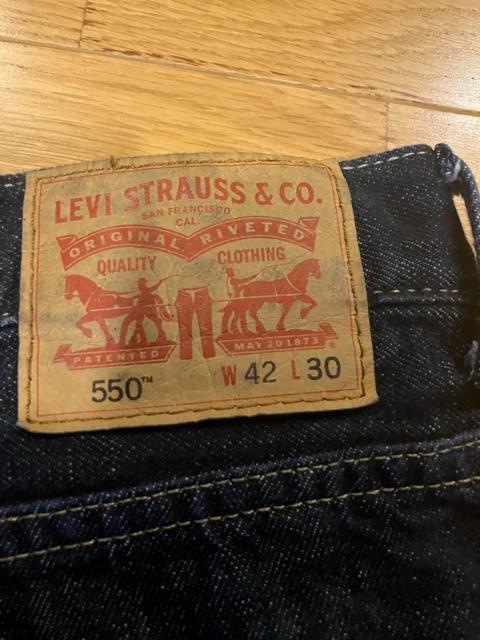 LEVI STRAUSS & CO.
SAN FRANCISCO
CAL
ORIGINAL RIVETED
QUALITY CLOTHING
PATENTED MAY 20 1873 ®
550™ W 42 L 30